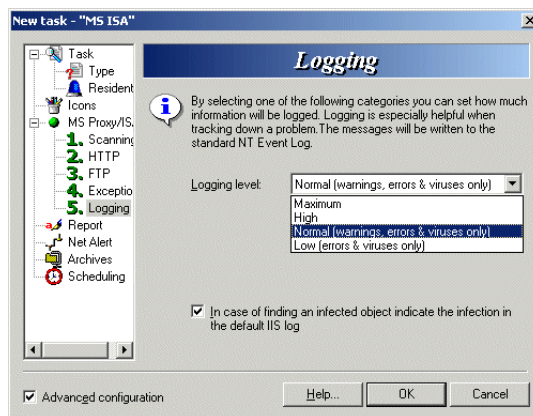 New task - "MS ISA"
Task
Type
Resident
Icons
MS Proxy/IS
1. Scanning
2. HTTP
3. FTP
4. Exceptio
5. Logging
Report
Net Alert
Archives
Scheduling
Logging
By selecting one of the following categories you can set how much
information will be logged. Logging is especially helpful when
tracking down a problem.The messages will be written to the
standard NT Event Log.
Logging level:
Normal (warnings, errors & viruses only)
Maximum
High
Normal (warnings, errors & viruses only)
Low (errors & viruses only)
In case of finding an infected object indicate the infection in
the default IIS log
Advanced configuration
Help...
OK
Cancel